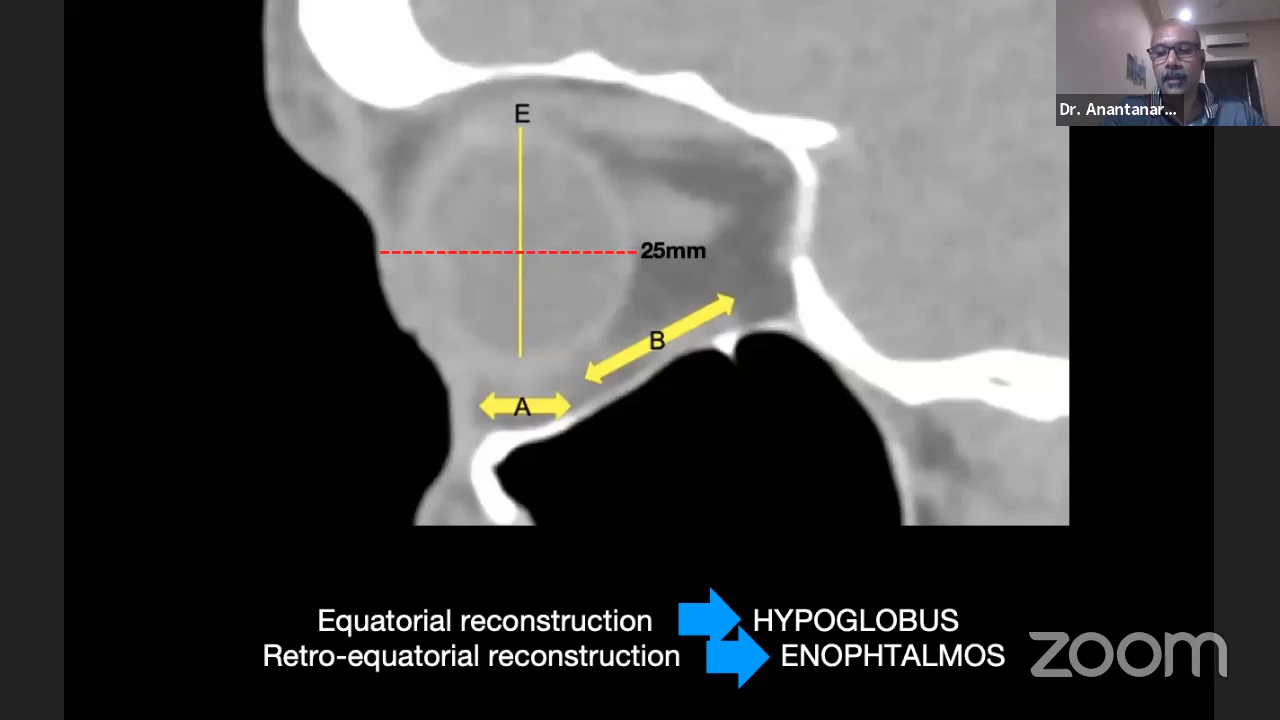 E
25mm
B
A
Dr. Anantanar...
Equatorial reconstruction HYPOGLOBUS
Retro-equatorial reconstruction ENOPHTALMOS
zoom